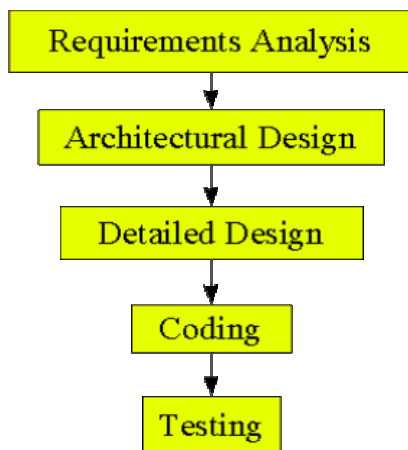 Requirements Analysis
Architectural Design
Detailed Design
Coding
Testing